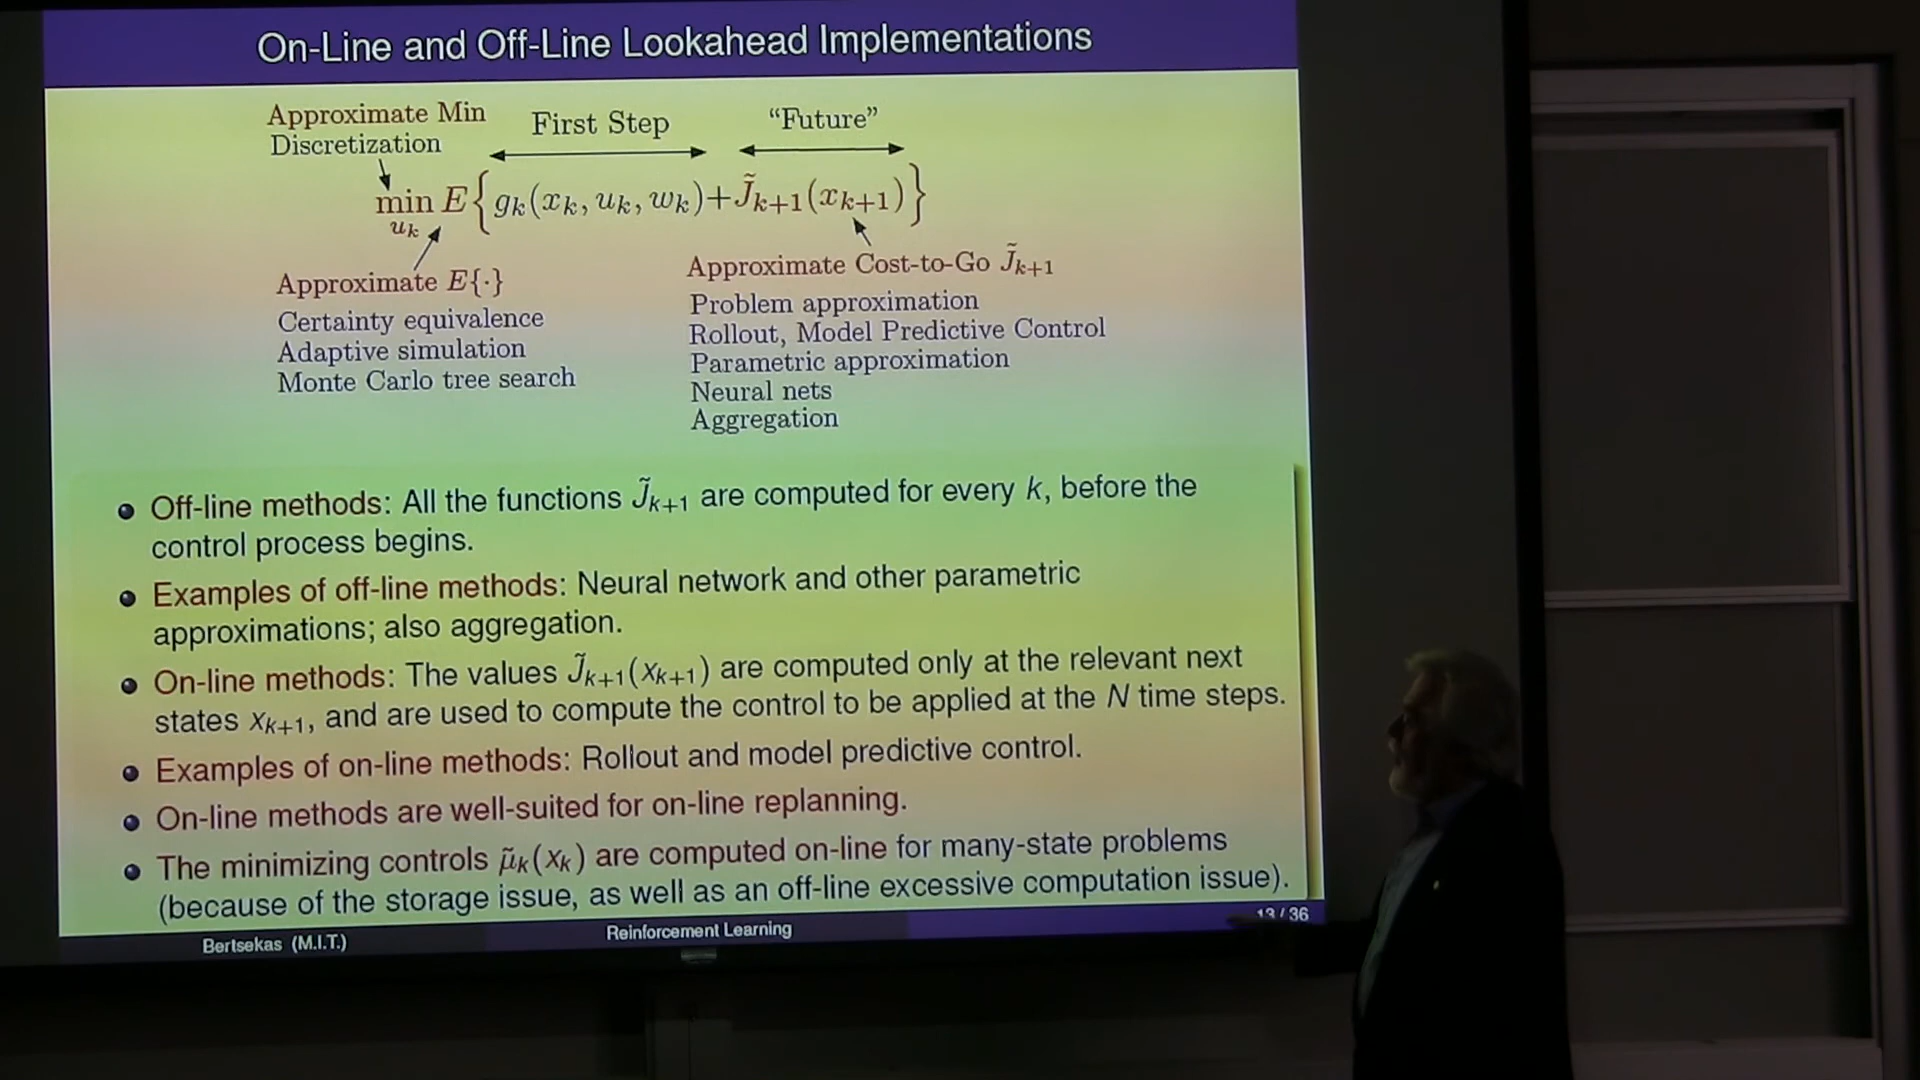 On-Line and Off-Line Lookahead Implementations
Approximate Min
Discretization
First Step
“Future”
min E{gk(xk, uk, wk)+J̃k+1(xk+1)}
uk
Approximate E{·}
Certainty equivalence
Adaptive simulation
Monte Carlo tree search
Approximate Cost-to-Go J̃k+1
Problem approximation
Rollout, Model Predictive Control
Parametric approximation
Neural nets
Aggregation
Off-line methods: All the functions J̃k+1 are computed for every k, before the
control process begins.
Examples of off-line methods: Neural network and other parametric
approximations; also aggregation.
On-line methods: The values J̃k+1(xk+1) are computed only at the relevant next
states xk+1, and are used to compute the control to be applied at the N time steps.
Examples of on-line methods: Rollout and model predictive control.
On-line methods are well-suited for on-line replanning.
The minimizing controls μ̃k(xk) are computed on-line for many-state problems
(because of the storage issue, as well as an off-line excessive computation issue).
Bertsekas (M.I.T.)
Reinforcement Learning
13 / 36